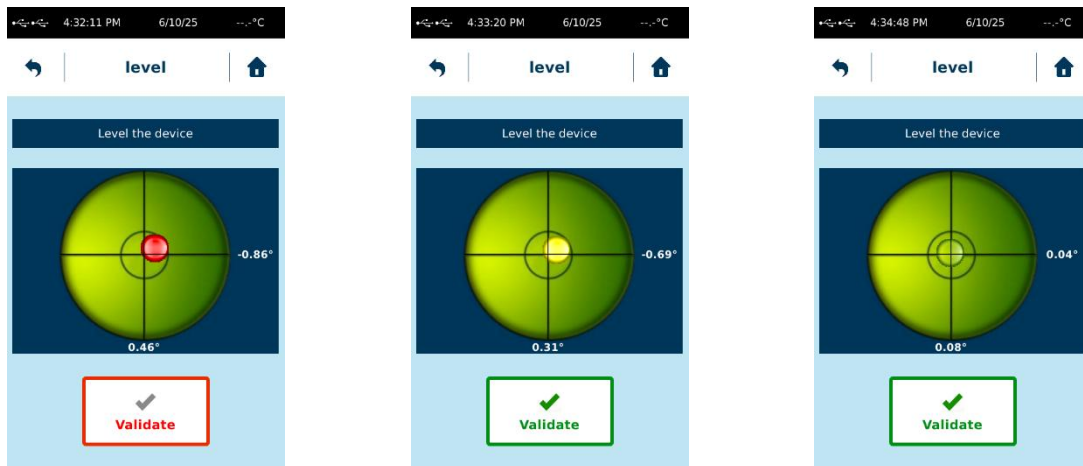 4:32:11 PM 6/10/25 --.-°C
level
Level the device
-0.86°
0.46°
Validate
4:33:20 PM 6/10/25 --.-°C
level
Level the device
-0.69°
0.31°
Validate
4:34:48 PM 6/10/25 --.-°C
level
Level the device
0.04°
0.08°
Validate